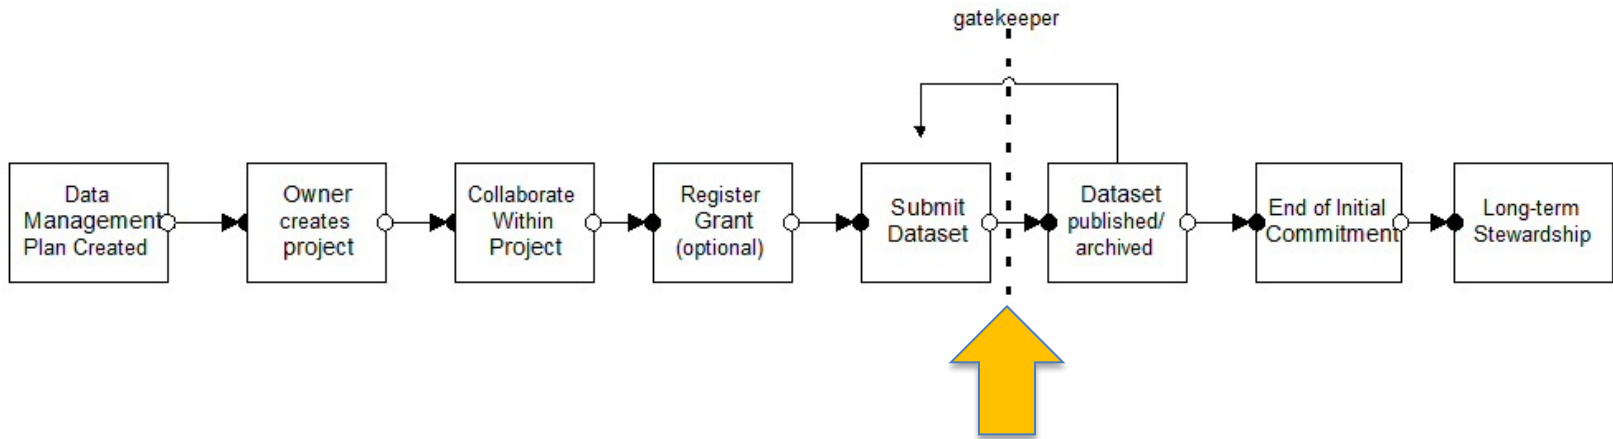 gatekeeper
Data
Management
Plan Created
Owner
creates
project
Collaborate
Within
Project
Register
Grant
(optional)
Submit
Dataset
Dataset
published/
archived
End of Initial
Commitment
Long-term
Stewardship